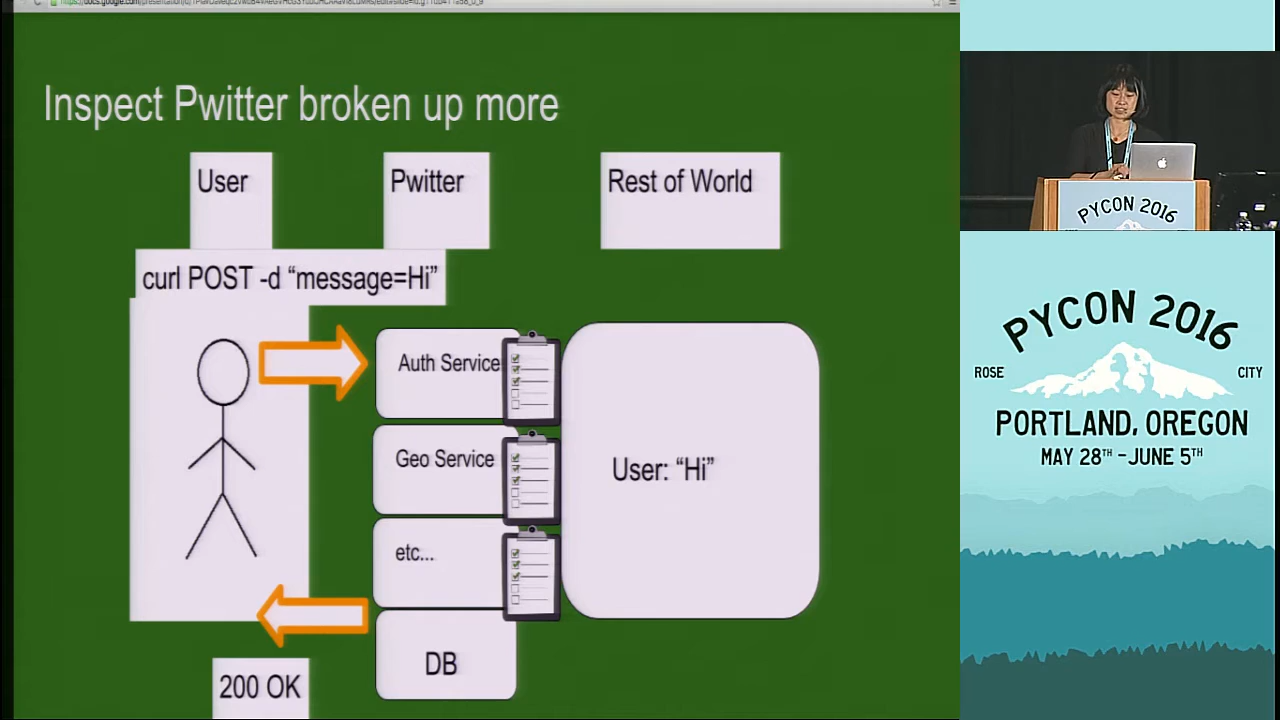 Inspect Pwitter broken up more
User
Pwitter
Rest of World
curl POST -d “message=Hi”
Auth Service
Geo Service
etc...
DB
User: “Hi”
200 OK
PYCON 2016
PYCON 2016
ROSE
CITY
PORTLAND, OREGON
MAY 28TH -JUNE 5TH